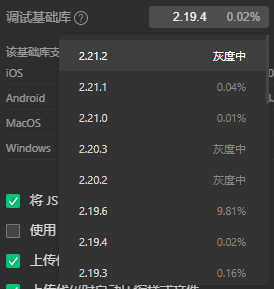 调试基础库 ? 2.19.4 0.02%
该基础库支
2.21.2 灰度中
iOS
2.21.1 0.04%
Android
2.21.0 0.01%
MacOS
2.20.3 灰度中
Windows
2.20.2 灰度中
将 JS
2.19.6 9.81%
使用
2.19.4 0.02%
上传
2.19.3 0.16%